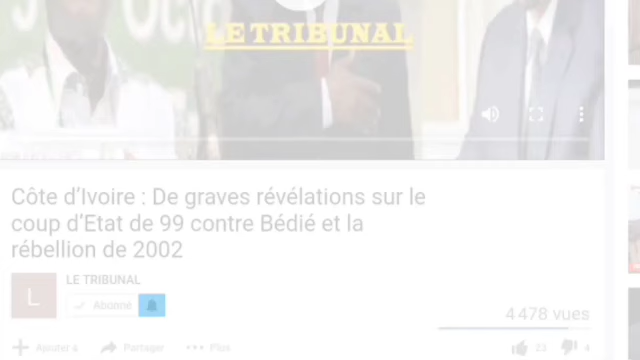 LE TRIBUNAL
Côte d’Ivoire : De graves révélations sur le
coup d’Etat de 99 contre Bédié et la
rébellion de 2002
L
LE TRIBUNAL
Abonné
4 478 vues
Ajouter à
Partager
Plus
23
4